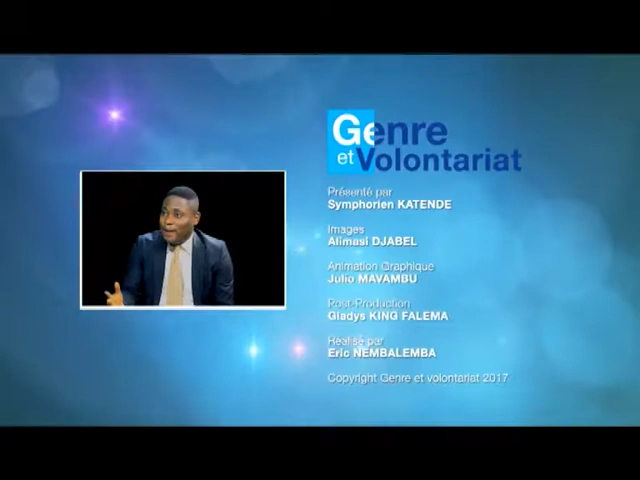 Genre
et Volontariat
Présenté par
Symphorien KATENDE
Images
Alimasi DJABEL
Animation Graphique
Julio MAVAMBU
Post-Production
Gladys KING FALEMA
Réalisé par
Eric NEMBALEMBA
Copyright Genre et volontariat 2017